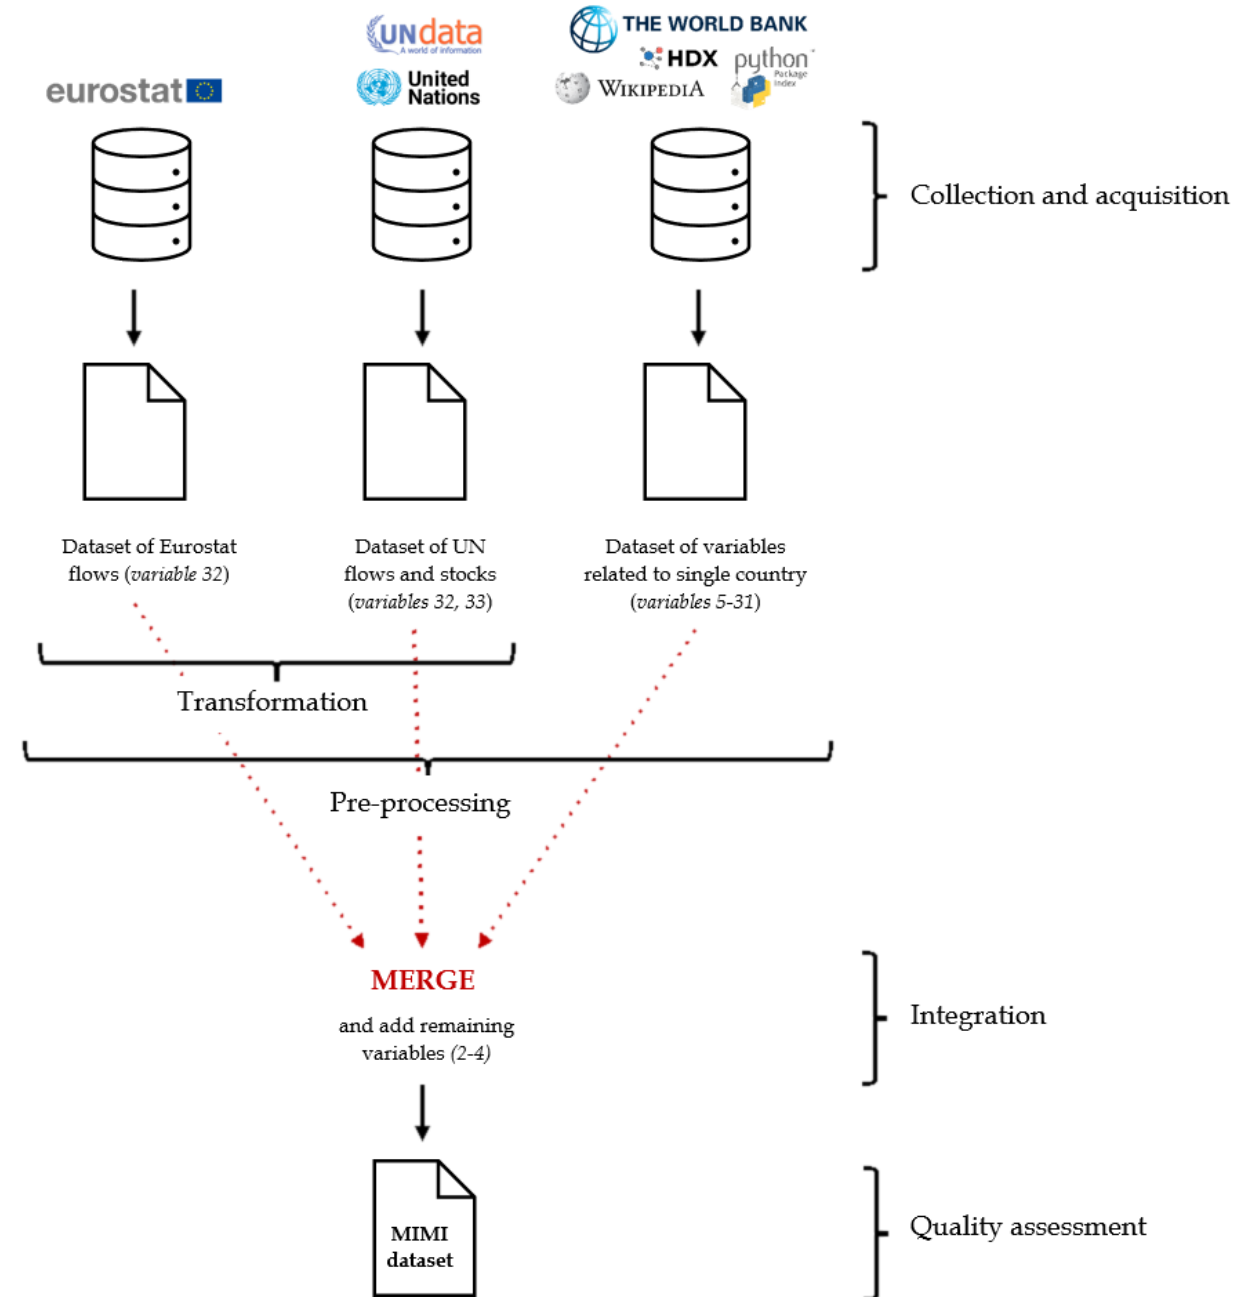 UNdata
A world of information
THE WORLD BANK
HDX
python
Package
Index
eurostat
United
Nations
WIKIPEDIA
Collection and acquisition
Dataset of Eurostat
flows (variable 32)
Dataset of UN
flows and stocks
(variables 32, 33)
Dataset of variables
related to single country
(variables 5-31)
Transformation
Pre-processing
MERGE
and add remaining
variables (2-4)
Integration
MIMI
dataset
Quality assessment